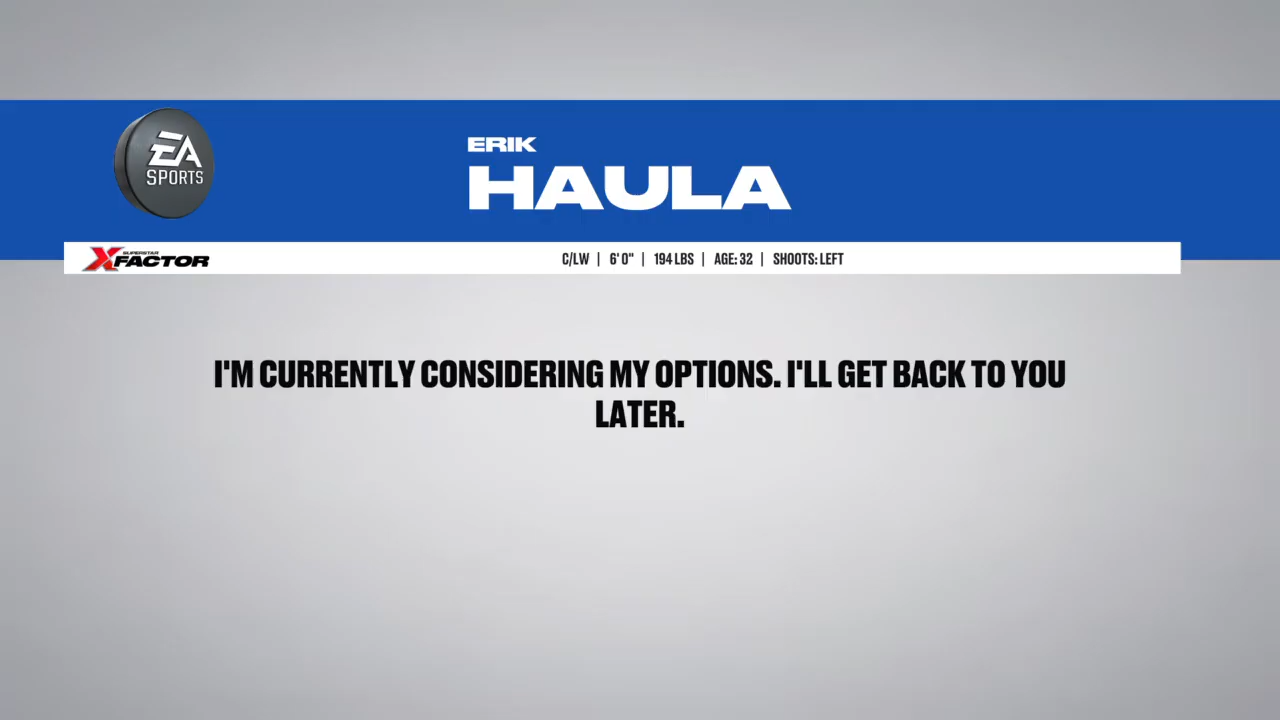 EA
SPORTS
ERIK
HAULA
SUPERSTAR
X FACTOR
C/LW | 6' 0" | 194 LBS | AGE: 32 | SHOOTS: LEFT
I'M CURRENTLY CONSIDERING MY OPTIONS. I'LL GET BACK TO YOU
LATER.